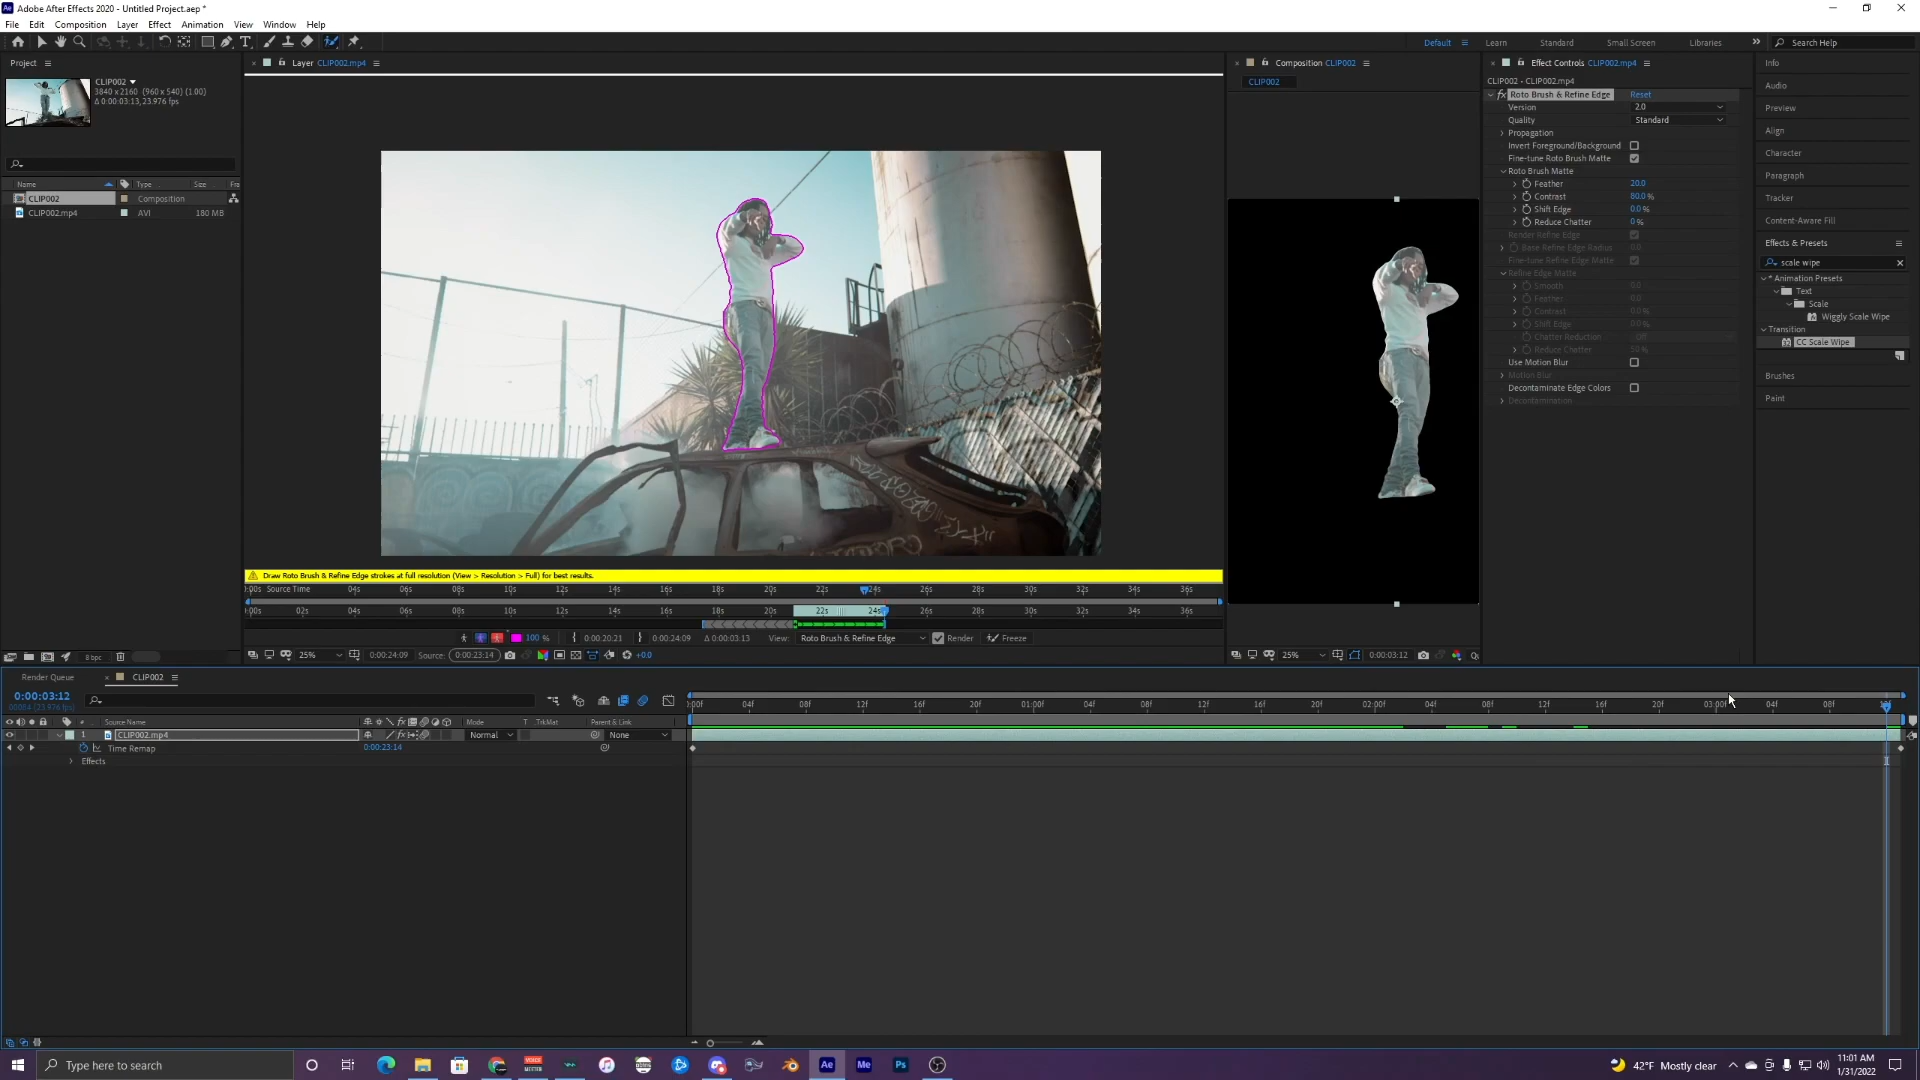 Adobe After Effects 2020 - Untitled Project.aep *
File Edit Composition Layer Effect Animation View Window Help
Default Learn Standard Small Screen Libraries Search Help
Project
CLIP002
3840 x 2160 (960 x 540) (1.00)
Δ 0:00:03:13, 23.976 fps
Name Type Size Fra
CLIP002 Composition
CLIP002.mp4 AVI 180 MB
8 bpc
Layer CLIP002.mp4
Draw Roto Brush & Refine Edge strokes at full resolution (View > Resolution > Full) for best results.
:00s Source Time 04s 06s 08s 10s 12s 14s 16s 18s 20s 22s 24s 26s 28s 30s 32s 34s 36s
:00s 02s 04s 06s 08s 10s 12s 14s 16s 18s 20s 22s 24s 26s 28s 30s 32s 34s 36s
100 % 0:00:20:21 0:00:24:09 Δ 0:00:03:13 View: Roto Brush & Refine Edge Render Freeze
25% 0:00:24:09 Source: 0:00:23:14 +0.0
Composition CLIP002
CLIP002
25% 0:00:03:12
Effect Controls CLIP002.mp4
CLIP002 - CLIP002.mp4
fx Roto Brush & Refine Edge Reset
Version 2.0
Quality Standard
Propagation
Invert Foreground/Background
Fine-tune Roto Brush Matte
Roto Brush Matte
Feather 20.0
Contrast 80.0 %
Shift Edge 0.0 %
Reduce Chatter 0 %
Render Refine Edge
Base Refine Edge Radius 0.0
Fine-tune Refine Edge Matte
Refine Edge Matte
Smooth 0.0
Feather 0.0
Contrast 0.0 %
Shift Edge 0.0 %
Chatter Reduction Off
Reduce Chatter 50 %
Use Motion Blur
Motion Blur
Decontaminate Edge Colors
Decontamination
Info
Audio
Preview
Align
Character
Paragraph
Tracker
Content-Aware Fill
Effects & Presets
scale wipe
* Animation Presets
Text
Scale
Wiggly Scale Wipe
Transition
CC Scale Wipe
Brushes
Paint
Render Queue CLIP002
0:00:03:12
00084 (23.976 fps)
Source Name Mode T .TrkMat Parent & Link
1 CLIP002.mp4 Normal None
Time Remap 0:00:23:14
Effects
:00f 04f 08f 12f 16f 20f 01:00f 04f 08f 12f 16f 20f 02:00f 04f 08f 12f 16f 20f 03:00f 04f 08f 12f
Type here to search
Ae Me Ps
42°F Mostly clear
11:01 AM
1/31/2022